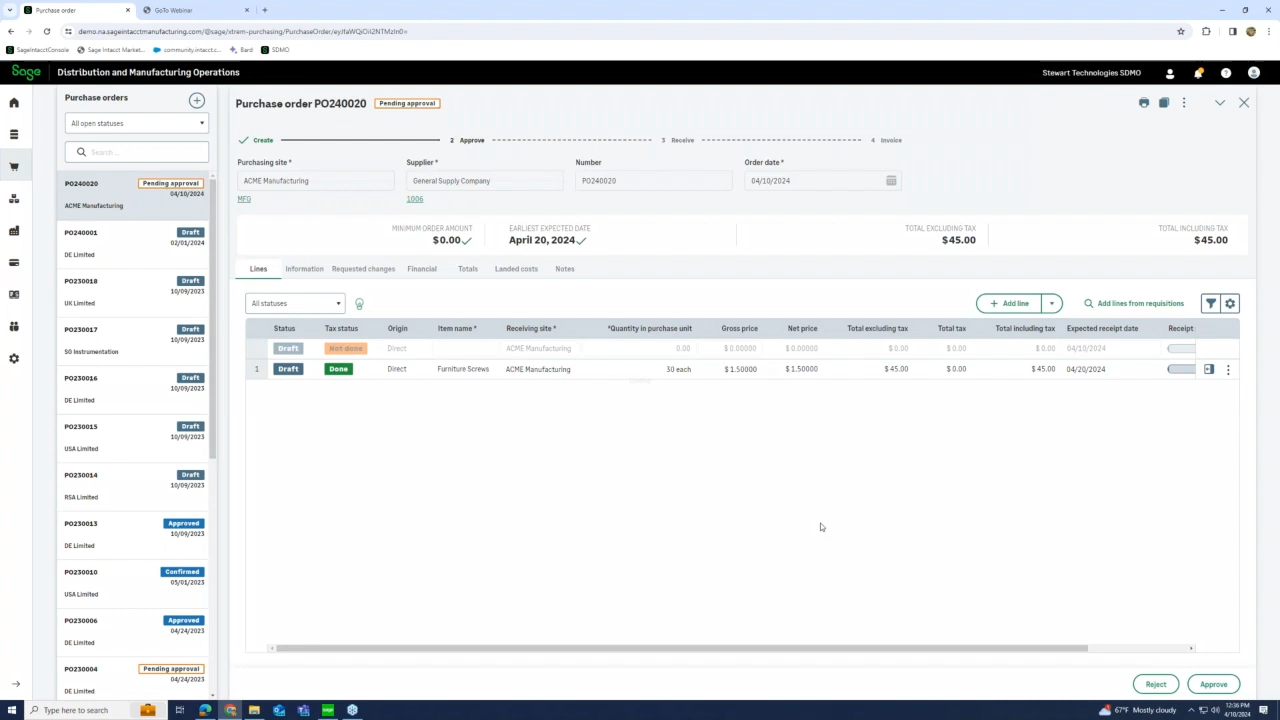 Purchase order
GoTo Webinar
demo.na.sageintacctmanufacturing.com/@sage/xtrem-purchasing/PurchaseOrder/eyJfaWQiOiI2NTMzIn0=
SageIntacctConsole
Sage Intacct Market...
community.intacct.c...
Bard
SDMO
Sage
Distribution and Manufacturing Operations
Stewart Technologies SDMO
Purchase orders
All open statuses
Search ...
PO240020 Pending approval
04/10/2024
ACME Manufacturing
PO240001 Draft
02/01/2024
DE Limited
PO230018 Draft
10/09/2023
UK Limited
PO230017 Draft
10/09/2023
SO Instrumentation
PO230016 Draft
10/09/2023
DE Limited
PO230015 Draft
10/09/2023
USA Limited
PO230014 Draft
10/09/2023
RSA Limited
PO230013 Approved
10/09/2023
DE Limited
PO230010 Confirmed
05/01/2023
USA Limited
PO230006 Approved
04/24/2023
DE Limited
PO230004 Pending approval
04/24/2023
DE Limited
Purchase order PO240020 Pending approval
Create 2 Approve 3 Receive 4 Invoice
Purchasing site * Supplier * Number Order date *
ACME Manufacturing General Supply Company PO240020 04/10/2024
MFG 1006
MINIMUM ORDER AMOUNT EARLIEST EXPECTED DATE TOTAL EXCLUDING TAX TOTAL INCLUDING TAX
$0.00 April 20, 2024 $45.00 $45.00
Lines Information Requested changes Financial Totals Landed costs Notes
All statuses
Add line
Add lines from requisitions
Status Tax status Origin Item name * Receiving site * *Quantity in purchase unit Gross price Net price Total excluding tax Total tax Total including tax Expected receipt date Receipt
Draft Not done Direct ACME Manufacturing 0.00 $ 0.00000 $ 0.00000 $ 0.00 $ 0.00 $ 0.00 04/10/2024
1 Draft Done Direct Furniture Screws ACME Manufacturing 30 each $ 1.50000 $ 1.50000 $ 45.00 $ 0.00 $ 45.00 04/20/2024
Reject Approve
Type here to search
67°F Mostly cloudy
12:36 PM
4/10/2024